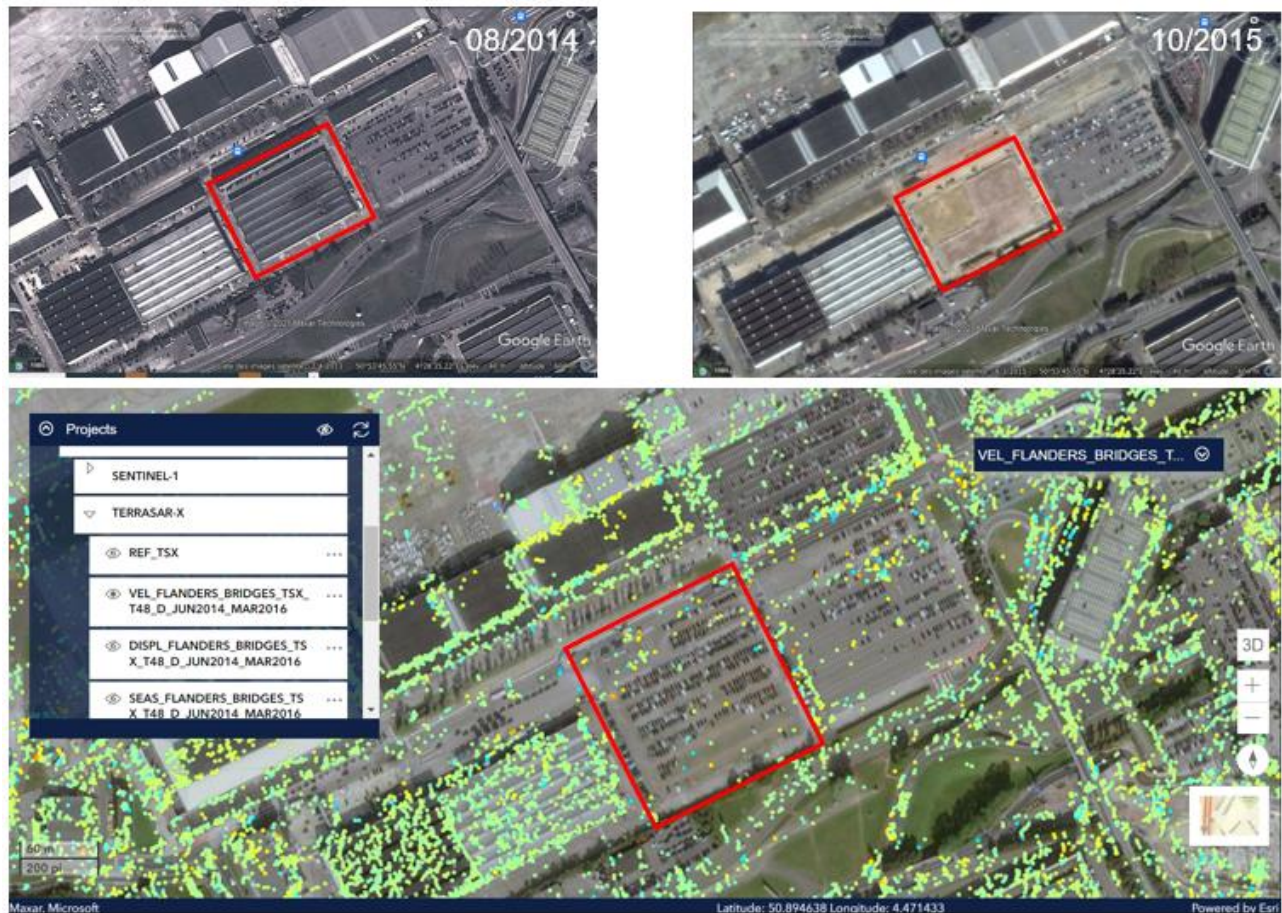 08/2014
10/2015
Google Earth
Google Earth
Projects
SENTINEL-1
TERRASAR-X
REF_TSX
VEL_FLANDERS_BRIDGES_TSX_
T48_D_JUN2014_MAR2016
DISPL_FLANDERS_BRIDGES_TS
X_T48_D_JUN2014_MAR2016
SEAS_FLANDERS_BRIDGES_TS
X_T48_D_JUN2014_MAR2016
VEL_FLANDERS_BRIDGES_T...
3D
60 m
200 pi
Maxar, Microsoft
Latitude: 50.894638 Longitude: 4.471433
Powered by Esri